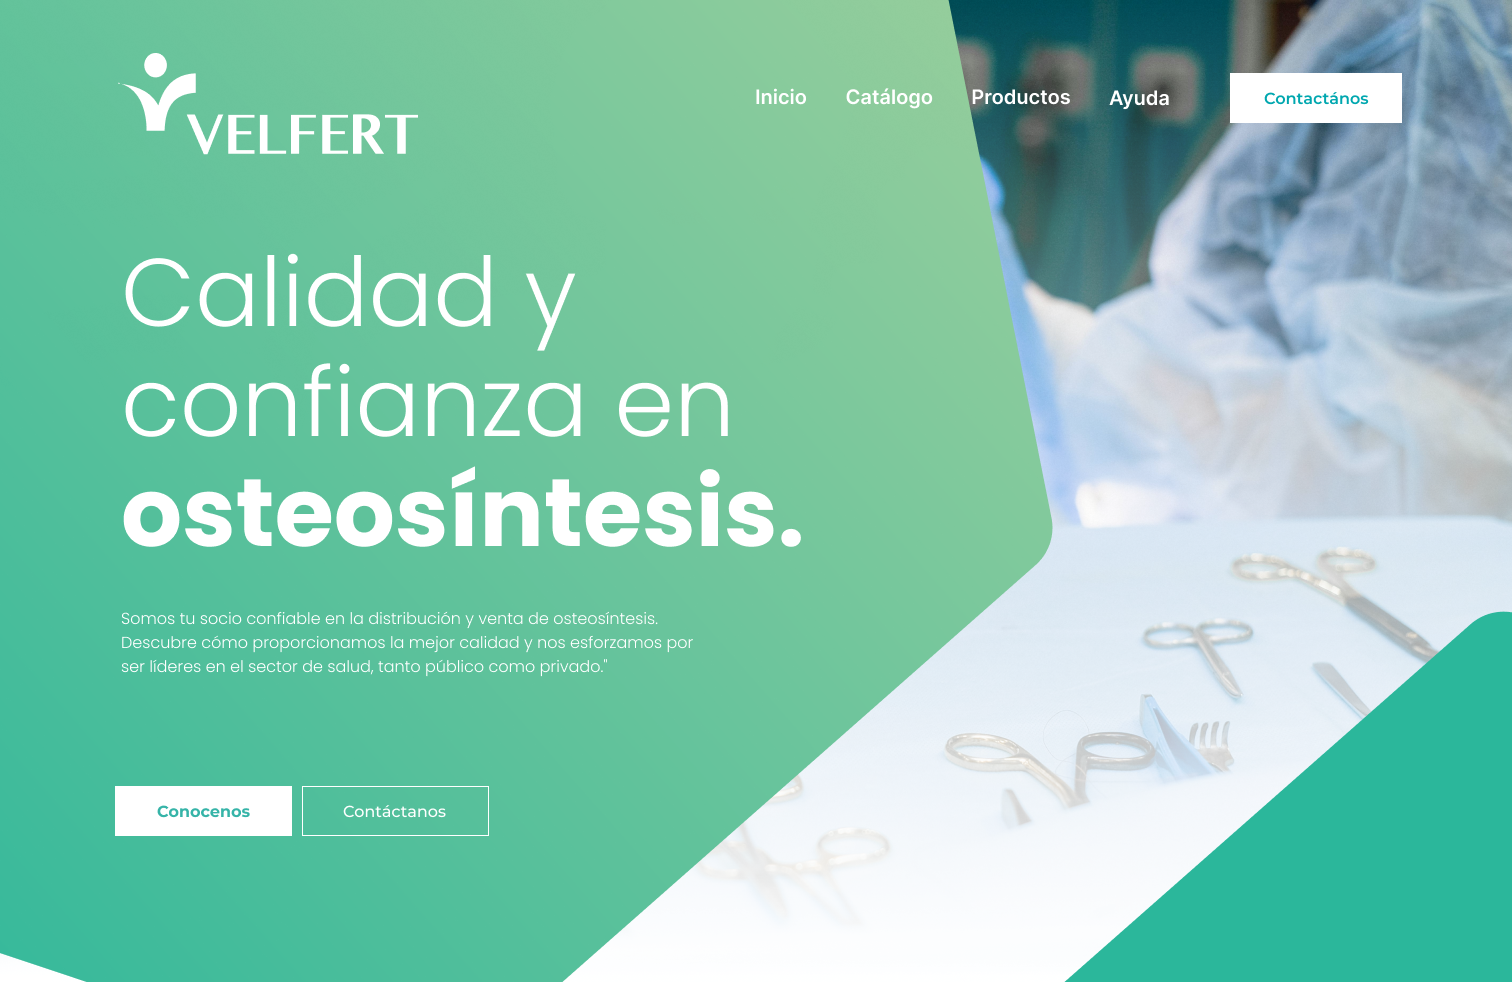 VELFERT
Inicio Catálogo Productos Ayuda Contactános
Calidad y
confianza en
osteosíntesis.
Somos tu socio confiable en la distribución y venta de osteosíntesis.
Descubre cómo proporcionamos la mejor calidad y nos esforzamos por
ser líderes en el sector de salud, tanto público como privado."
Conocenos Contáctanos